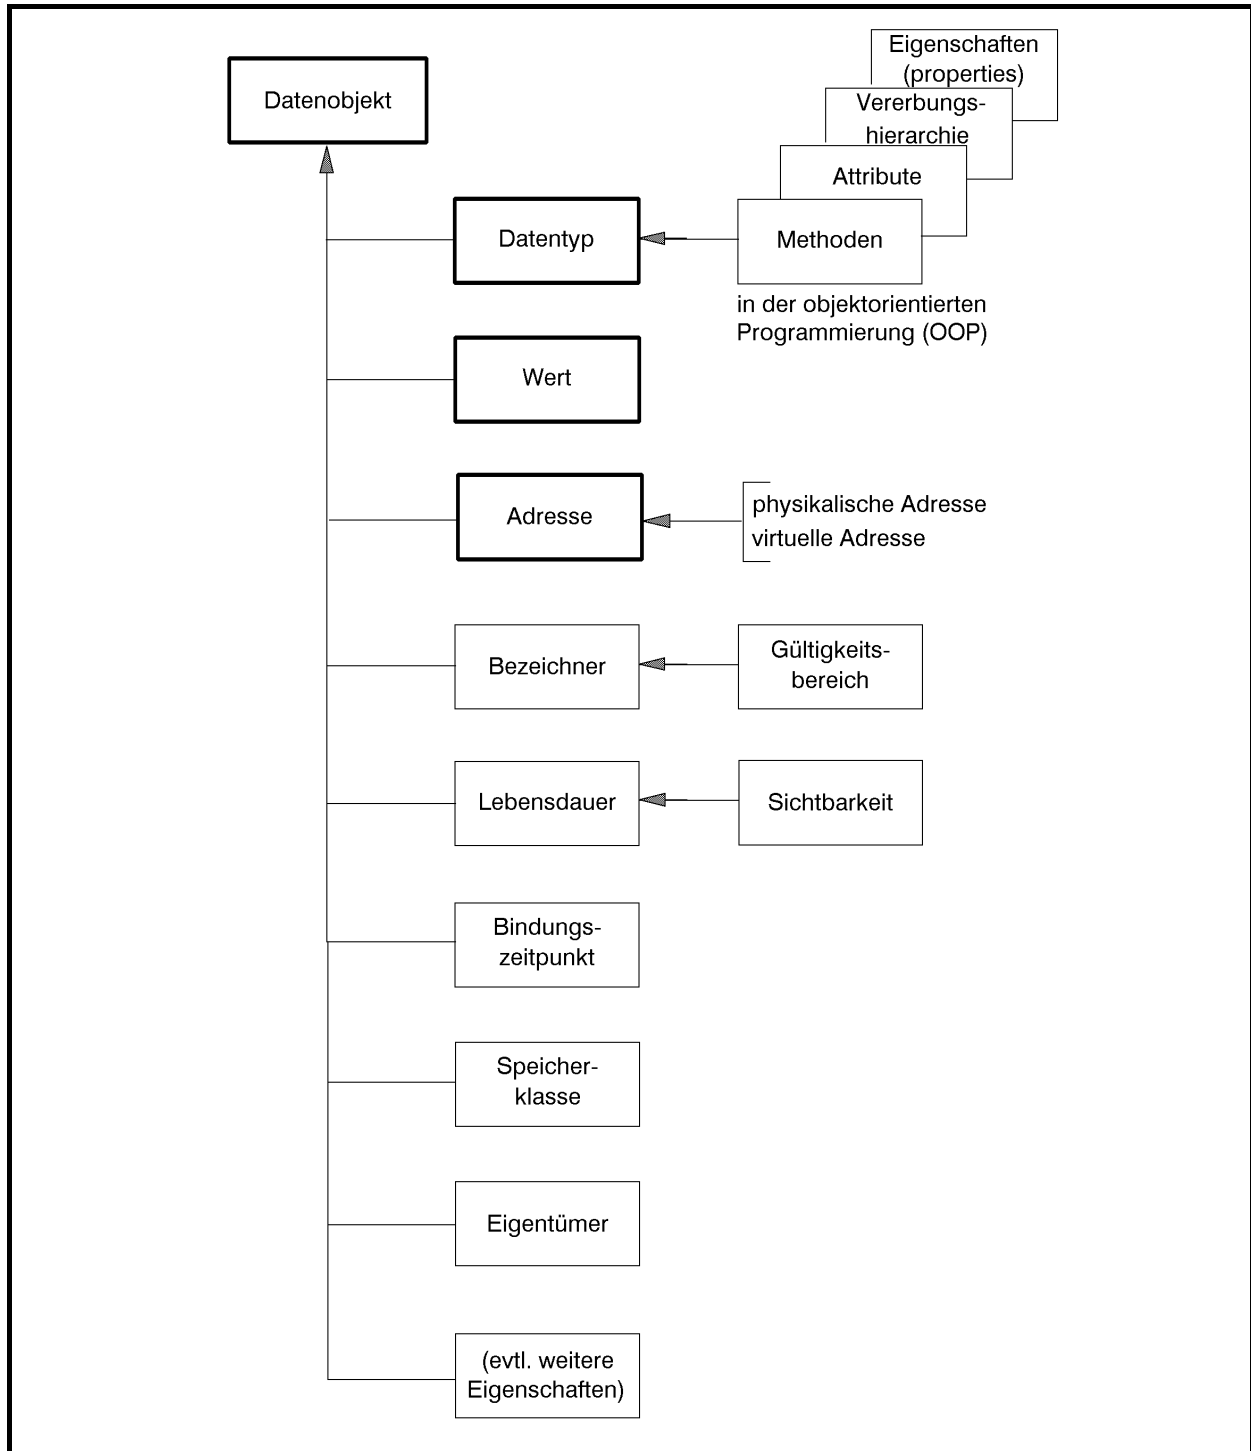 Datenobjekt
Eigenschaften
(properties)
Vererbungs-
hierarchie
Attribute
Methoden
Datentyp
in der objektorientierten
Programmierung (OOP)
Wert
Adresse
physikalische Adresse
virtuelle Adresse
Bezeichner
Gültigkeits-
bereich
Lebensdauer
Sichtbarkeit
Bindungs-
zeitpunkt
Speicher-
klasse
Eigentümer
(evtl. weitere
Eigenschaften)